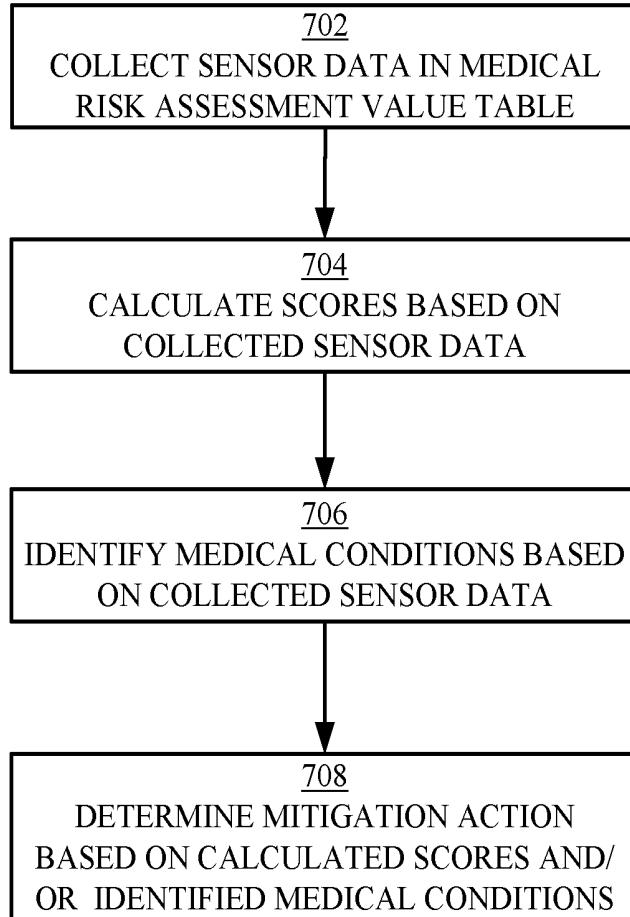 702
COLLECT SENSOR DATA IN MEDICAL
RISK ASSESSMENT VALUE TABLE
704
CALCULATE SCORES BASED ON
COLLECTED SENSOR DATA
706
IDENTIFY MEDICAL CONDITIONS BASED
ON COLLECTED SENSOR DATA
708
DETERMINE MITIGATION ACTION
BASED ON CALCULATED SCORES AND/
OR IDENTIFIED MEDICAL CONDITIONS